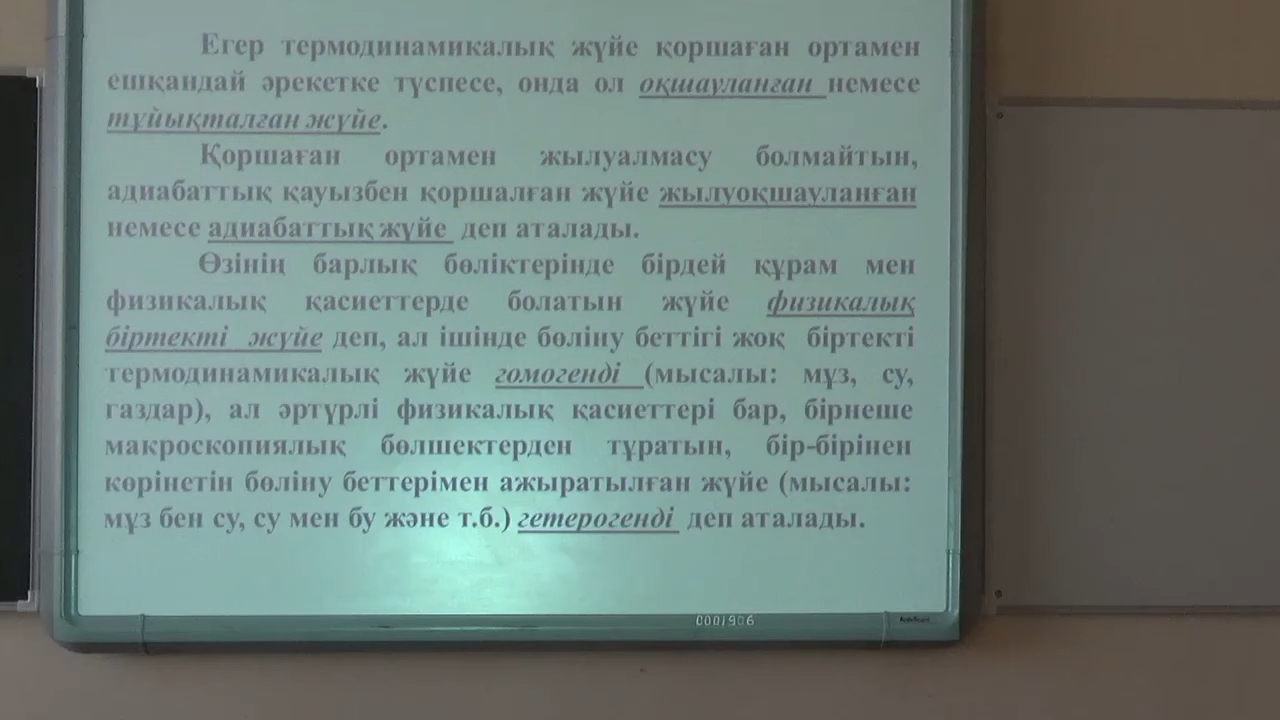 Егер термодинамикалық жүйе қоршаған ортамен
ешқандай әрекетке түспесе, онда ол оқшауланған немесе
тұйықталған жүйе.
Қоршаған ортамен жылуалмасу болмайтын,
адиабаттық қауызбен қоршалған жүйе жылуоқшауланған
немесе адиабаттық жүйе деп аталады.
Өзінің барлық бөліктерінде бірдей құрам мен
физикалық қасиеттерде болатын жүйе физикалық
біртекті жүйе деп, ал ішінде бөліну беттігі жоқ біртекті
термодинамикалық жүйе гомогенді (мысалы: мұз, су,
газдар), ал әртүрлі физикалық қасиеттері бар, бірнеше
макроскопиялық бөлшектерден тұратын, бір-бірінен
көрінетін бөліну беттерімен ажыратылған жүйе (мысалы:
мұз бен су, су мен бу және т.б.) гетерогенді деп аталады.
0001906